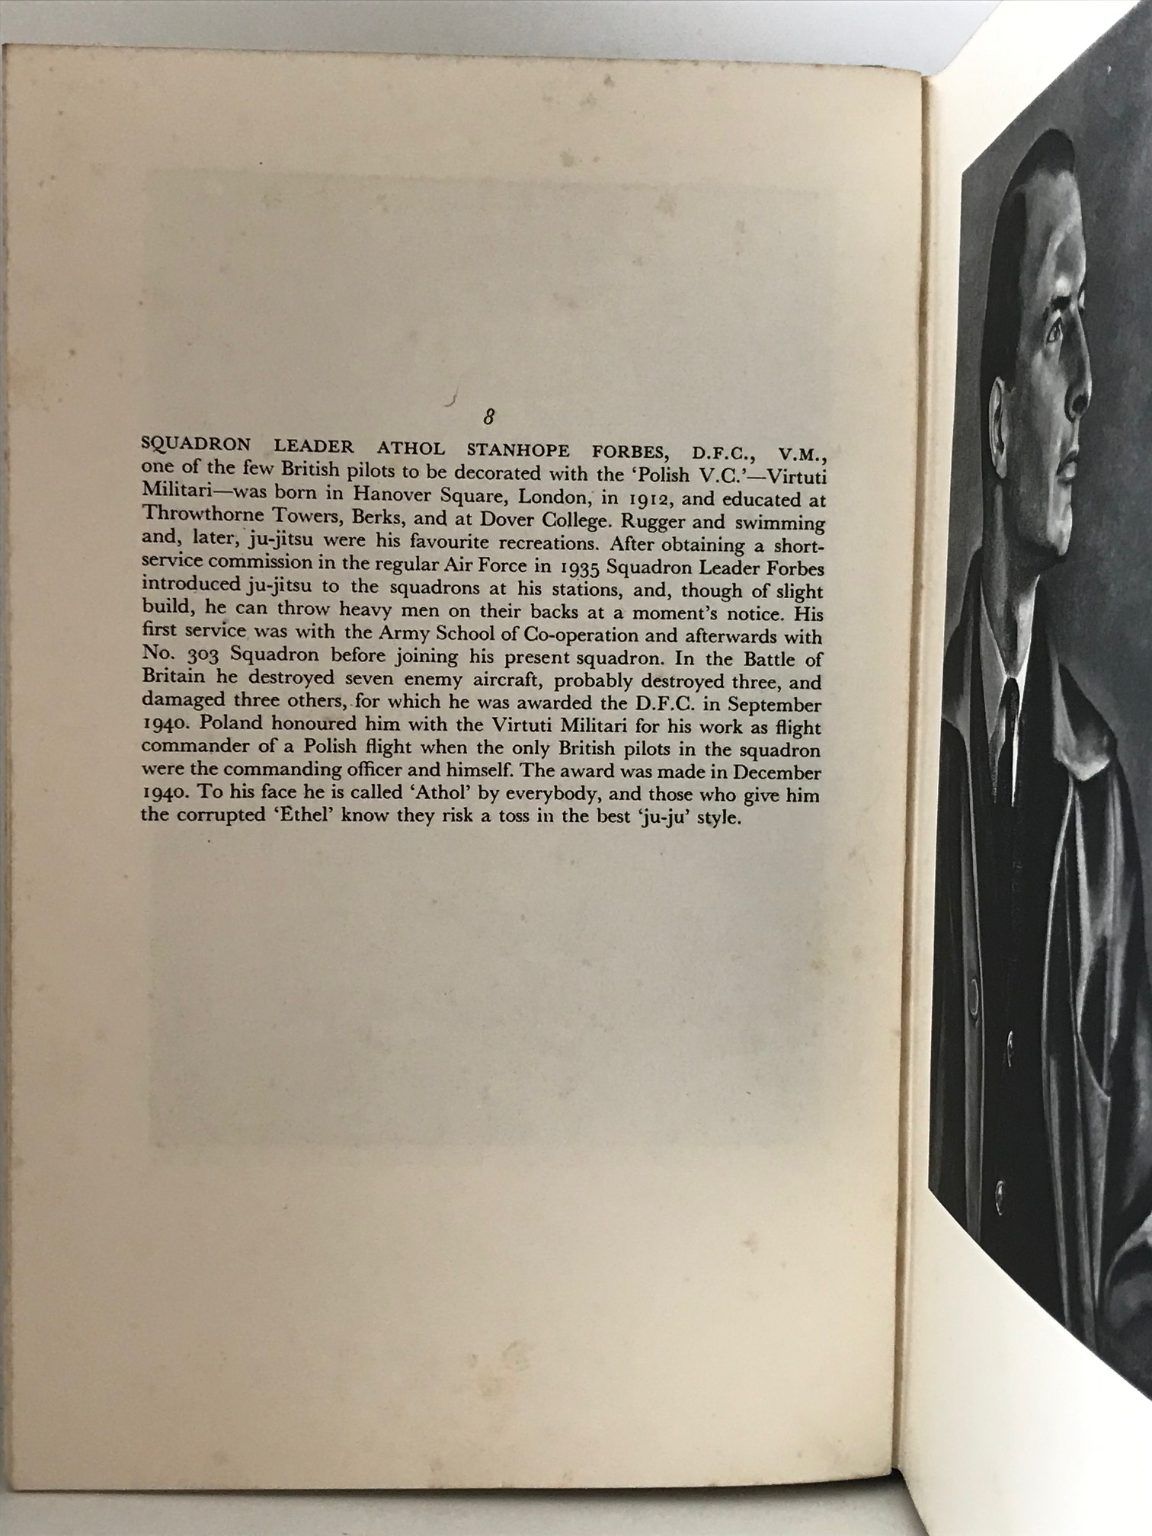 8
SQUADRON LEADER ATHOL STANHOPE FORBES, D.F.C., V.M.,
one of the few British pilots to be decorated with the ‘Polish V.C.’—Virtuti
Militari—was born in Hanover Square, London, in 1912, and educated at
Throwthorne Towers, Berks, and at Dover College. Rugger and swimming
and, later, ju-jitsu were his favourite recreations. After obtaining a short-
service commission in the regular Air Force in 1935 Squadron Leader Forbes
introduced ju-jitsu to the squadrons at his stations, and, though of slight
build, he can throw heavy men on their backs at a moment’s notice. His
first service was with the Army School of Co-operation and afterwards with
No. 303 Squadron before joining his present squadron. In the Battle of
Britain he destroyed seven enemy aircraft, probably destroyed three, and
damaged three others, for which he was awarded the D.F.C. in September
1940. Poland honoured him with the Virtuti Militari for his work as flight
commander of a Polish flight when the only British pilots in the squadron
were the commanding officer and himself. The award was made in December
1940. To his face he is called ‘Athol’ by everybody, and those who give him
the corrupted ‘Ethel’ know they risk a toss in the best ‘ju-ju’ style.